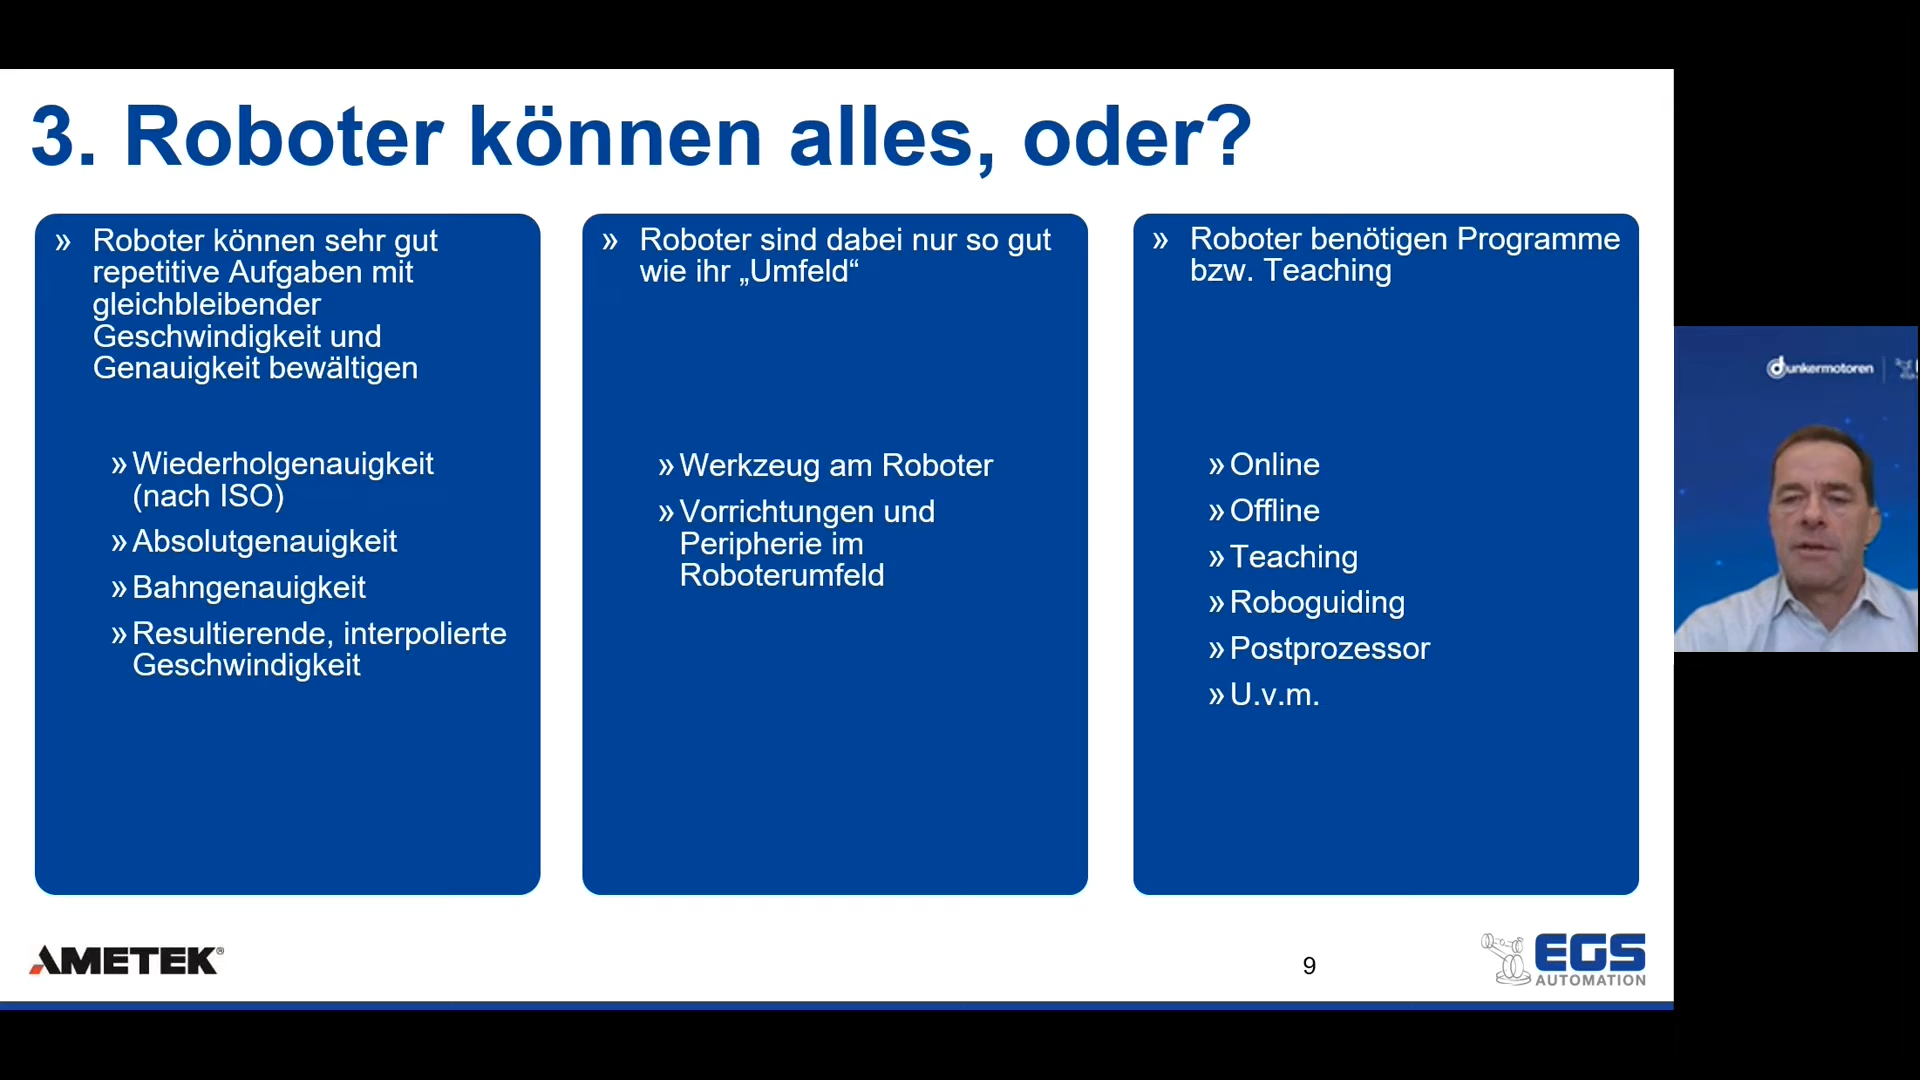 3. Roboter können alles, oder?
» Roboter können sehr gut
repetitive Aufgaben mit
gleichbleibender
Geschwindigkeit und
Genauigkeit bewältigen
» Wiederholgenauigkeit
(nach ISO)
» Absolutgenauigkeit
» Bahngenauigkeit
» Resultierende, interpolierte
Geschwindigkeit
» Roboter sind dabei nur so gut
wie ihr „Umfeld“
» Werkzeug am Roboter
» Vorrichtungen und
Peripherie im
Roboterumfeld
» Roboter benötigen Programme
bzw. Teaching
» Online
» Offline
» Teaching
» Roboguiding
» Postprozessor
» U.v.m.
dunkermotoren
AMETEK®
9
EGS
AUTOMATION